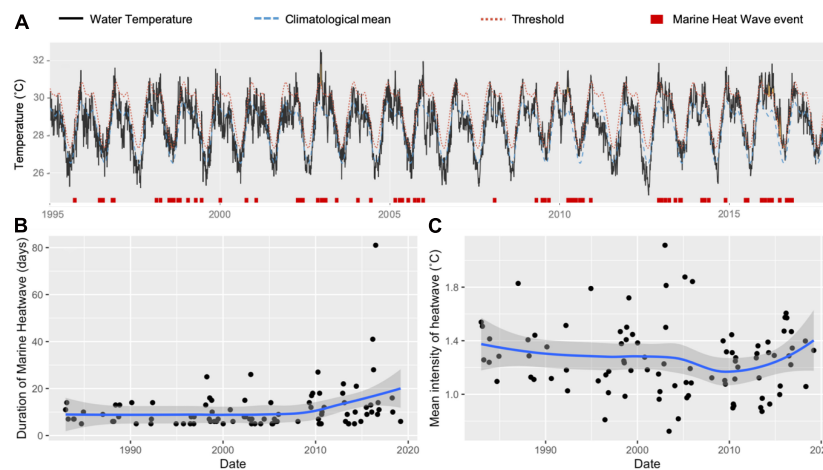 A
Water Temperature Climatological mean Threshold Marine Heat Wave event
Temperature (˚C)
32
30
28
26
1995 2000 2005 2010 2015
B
Duration of Marine Heatwave (days)
80
60
40
20
0
1990 2000 2010 2020
Date
C
Mean intensity of heatwave (˚C)
1.8
1.4
1.0
1990 2000 2010 202
Date